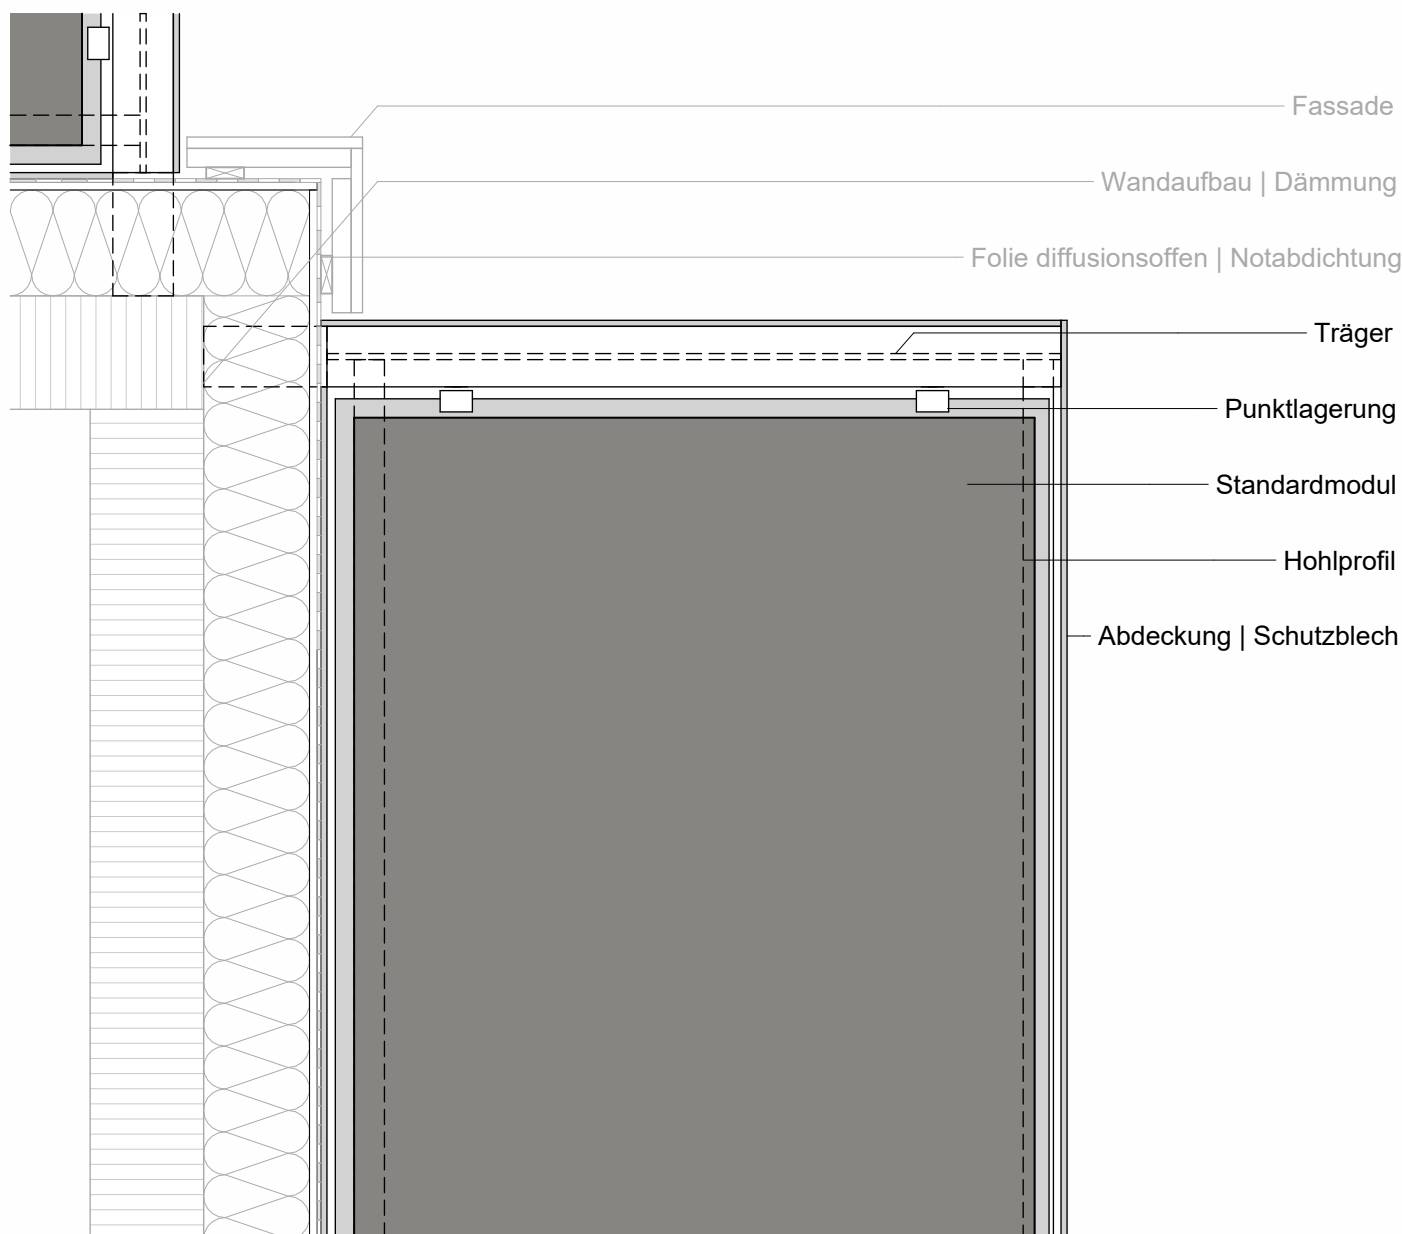 Fassade
Wandaufbau | Dämmung
Folie diffusionsoffen | Notabdichtung
Träger
Punktlagerung
Standardmodul
Hohlprofil
Abdeckung | Schutzblech